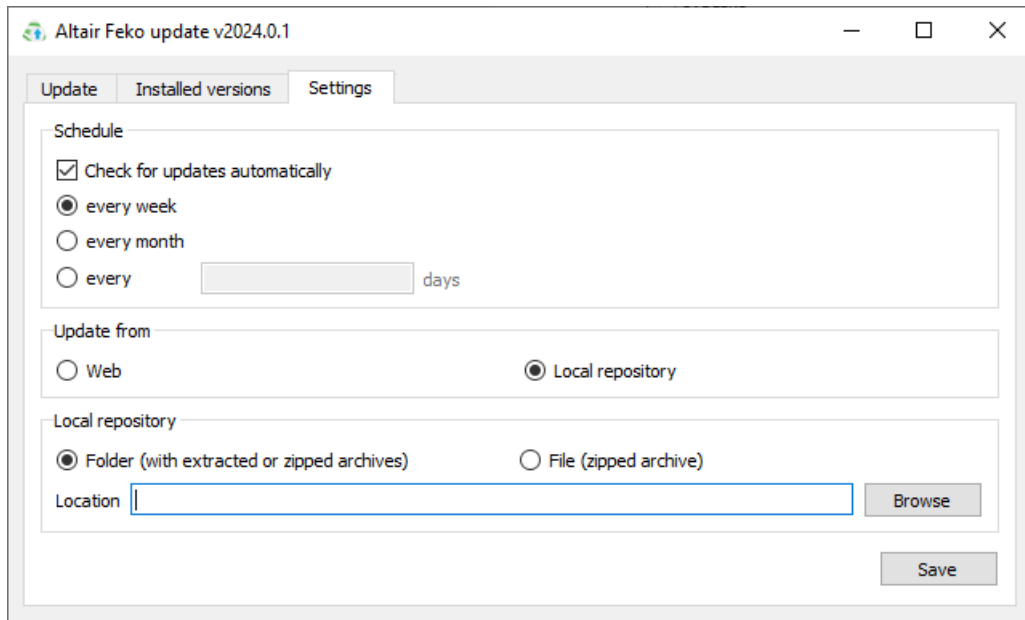 Altair Feko update v2024.0.1
Update Installed versions Settings
Schedule
Check for updates automatically
every week
every month
every days
Update from
Web Local repository
Local repository
Folder (with extracted or zipped archives) File (zipped archive)
Location Browse
Save